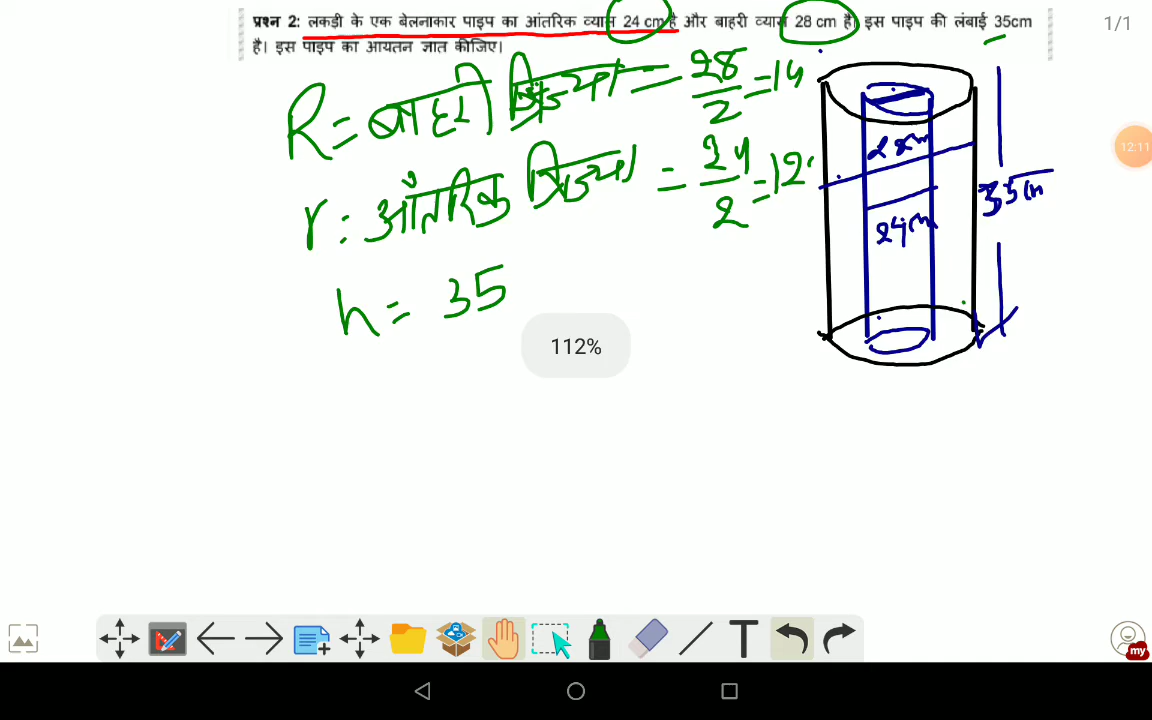 प्रश्न 2: लकड़ी के एक बेलनाकार पाइप का आंतरिक व्यास 24 cm है और बाहरी व्यास 28 cm है। इस पाइप की लंबाई 35cm
है। इस पाइप का आयतन ज्ञात कीजिए।
1/1
R = बाहरी त्रिज्या = 28/2 = 14
r : आंतरिक त्रिज्या = 24/2 = 12
h = 35
28cm
24cm
35cm
112%
12:11
T
my